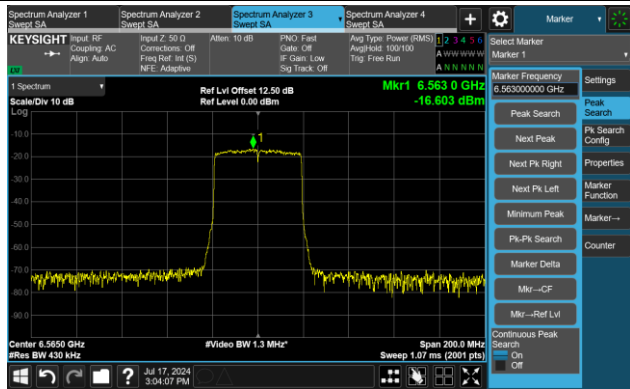 Spectrum Analyzer 1
Swept SA
Spectrum Analyzer 2
Swept SA
Spectrum Analyzer 3
Swept SA
Spectrum Analyzer 4
Swept SA
+
Marker
KEYSIGHT
Input: RF
Coupling: AC
Align: Auto
Input Z: 50 Ω
Corrections: Off
Freq Ref: Int (S)
NFE: Adaptive
Atten: 10 dB
PNO: Fast
Gate: Off
IF Gain: Low
Sig Track: Off
Avg Type: Power (RMS)
Avg|Hold: 100/100
Trig: Free Run
1 2 3 4 5 6
A W W W W W
A N N N N N
Select Marker
Marker 1
1 Spectrum
Scale/Div 10 dB
Log
Ref Lvl Offset 12.50 dB
Ref Level 0.00 dBm
Mkr1 6.563 0 GHz
-16.603 dBm
1
-10.0
-20.0
-30.0
-40.0
-50.0
-60.0
-70.0
-80.0
-90.0
Center 6.5650 GHz
#Res BW 430 kHz
#Video BW 1.3 MHz*
Span 200.0 MHz
Sweep 1.07 ms (2001 pts)
Marker Frequency
6.563000000 GHz
Peak Search
Next Peak
Next Pk Right
Next Pk Left
Minimum Peak
Pk-Pk Search
Marker Delta
Mkr→CF
Mkr→Ref Lvl
Continuous Peak
Search
On
Off
Settings
Peak
Search
Pk Search
Config
Properties
Marker
Function
Marker→
Counter
?
Jul 17, 2024
3:04:07 PM